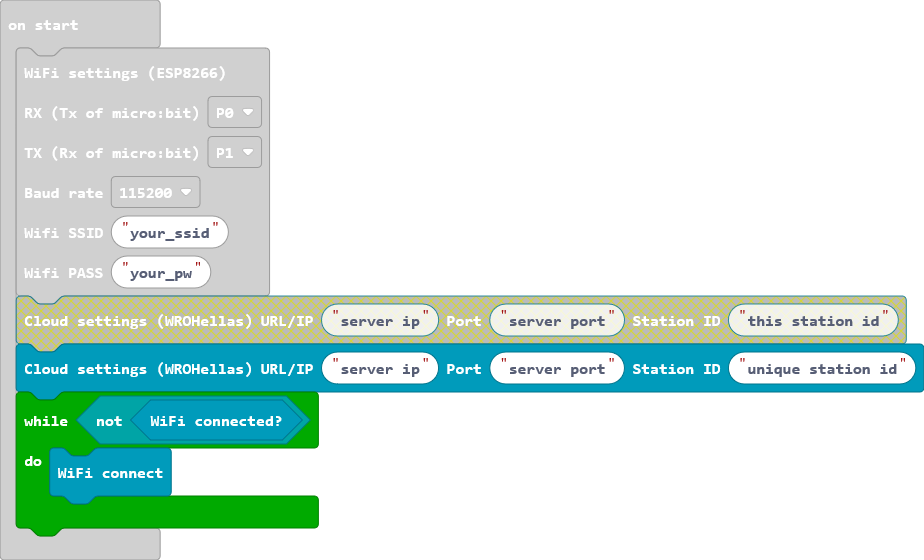 on start
WiFi settings (ESP8266)
RX (Tx of micro:bit) P0
TX (Rx of micro:bit) P1
Baud rate 115200
Wifi SSID "your_ssid"
Wifi PASS "your_pw"
Cloud settings (WROHellas) URL/IP "server ip" Port "server port" Station ID "this station id"
Cloud settings (WROHellas) URL/IP "server ip" Port "server port" Station ID "unique station id"
while not WiFi connected?
do
WiFi connect